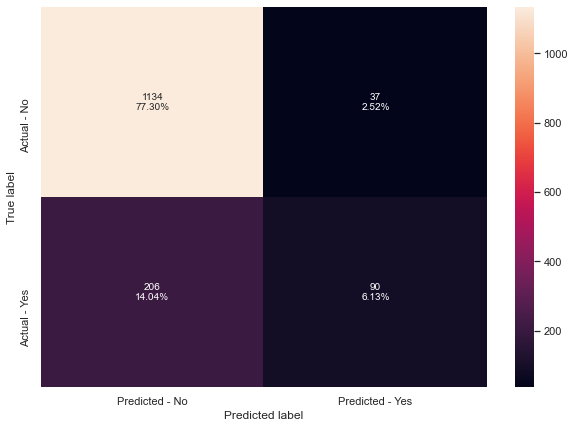 1134
77.30%
37
2.52%
206
14.04%
90
6.13%
Actual - No
Actual - Yes
True label
Predicted - No
Predicted - Yes
Predicted label
1000
800
600
400
200